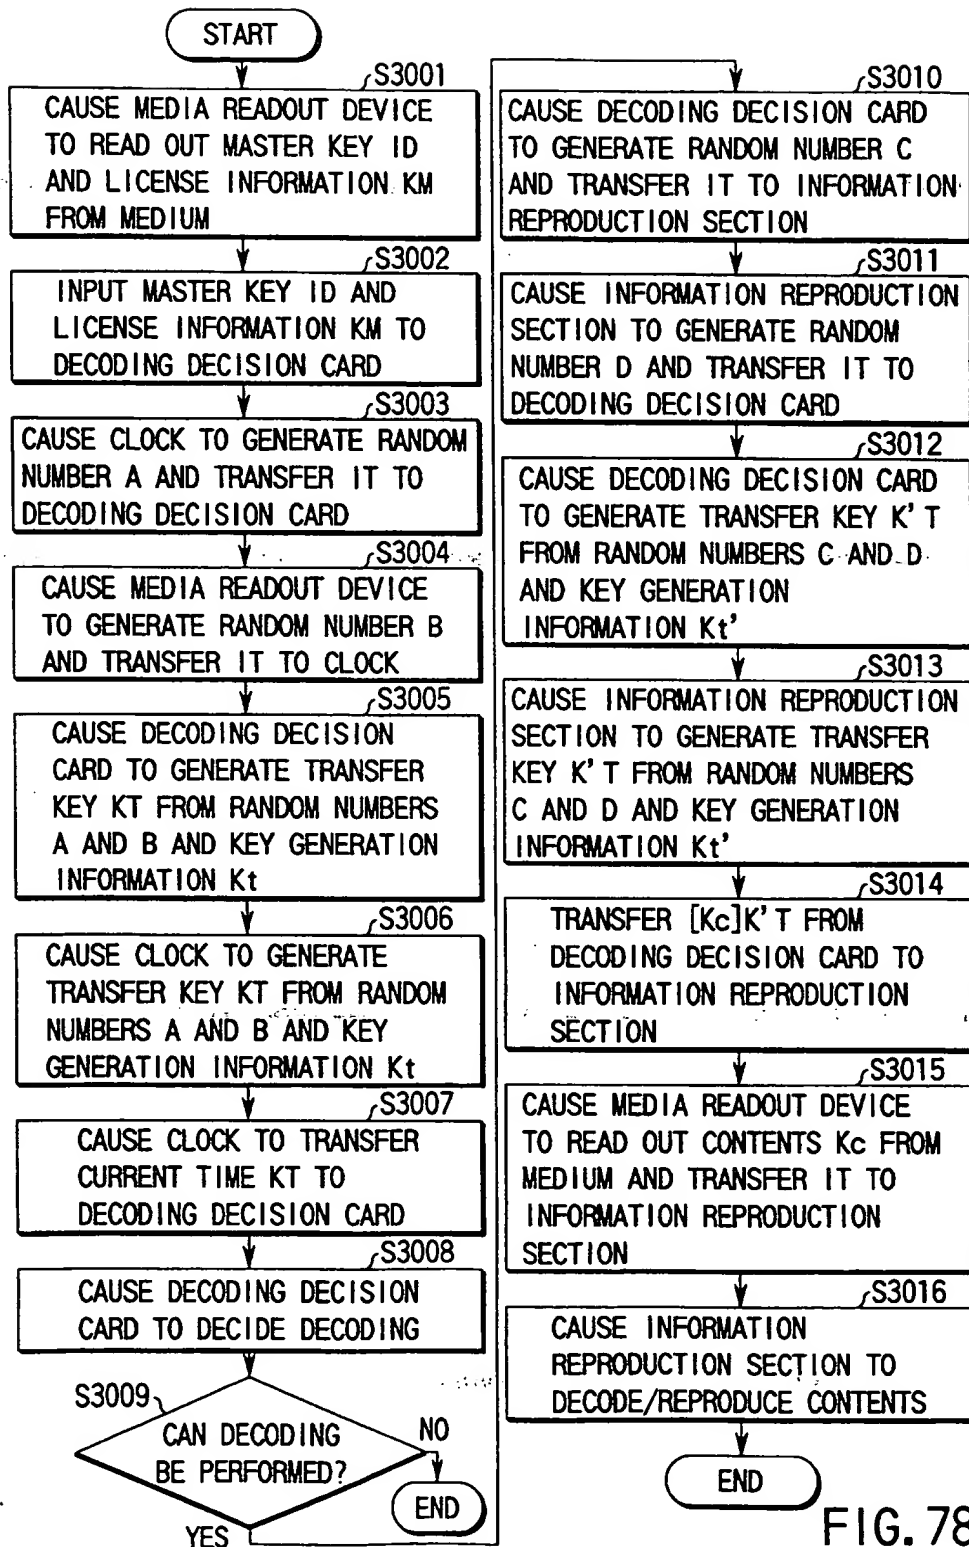 START
S3001
CAUSE MEDIA READOUT DEVICE
TO READ OUT MASTER KEY ID
AND LICENSE INFORMATION KM
FROM MEDIUM
S3002
INPUT MASTER KEY ID AND
LICENSE INFORMATION KM TO
DECODING DECISION CARD
S3003
CAUSE CLOCK TO GENERATE RANDOM
NUMBER A AND TRANSFER IT TO
DECODING DECISION CARD
S3004
CAUSE MEDIA READOUT DEVICE
TO GENERATE RANDOM NUMBER B
AND TRANSFER IT TO CLOCK
S3005
CAUSE DECODING DECISION
CARD TO GENERATE TRANSFER
KEY KT FROM RANDOM NUMBERS
A AND B AND KEY GENERATION
INFORMATION Kt
S3006
CAUSE CLOCK TO GENERATE
TRANSFER KEY KT FROM RANDOM
NUMBERS A AND B AND KEY
GENERATION INFORMATION Kt
S3007
CAUSE CLOCK TO TRANSFER
CURRENT TIME KT TO
DECODING DECISION CARD
S3008
CAUSE DECODING DECISION
CARD TO DECIDE DECODING
S3009
CAN DECODING
BE PERFORMED?
NO
END
YES
S3010
CAUSE DECODING DECISION CARD
TO GENERATE RANDOM NUMBER C
AND TRANSFER IT TO INFORMATION
REPRODUCTION SECTION
S3011
CAUSE INFORMATION REPRODUCTION
SECTION TO GENERATE RANDOM
NUMBER D AND TRANSFER IT TO
DECODING DECISION CARD
S3012
CAUSE DECODING DECISION CARD
TO GENERATE TRANSFER KEY K'T
FROM RANDOM NUMBERS C AND D
AND KEY GENERATION
INFORMATION Kt'
S3013
CAUSE INFORMATION REPRODUCTION
SECTION TO GENERATE TRANSFER
KEY K'T FROM RANDOM NUMBERS
C AND D AND KEY GENERATION
INFORMATION Kt'
S3014
TRANSFER [Kc]K'T FROM
DECODING DECISION CARD TO
INFORMATION REPRODUCTION
SECTION
S3015
CAUSE MEDIA READOUT DEVICE
TO READ OUT CONTENTS Kc FROM
MEDIUM AND TRANSFER IT TO
INFORMATION REPRODUCTION
SECTION
S3016
CAUSE INFORMATION
REPRODUCTION SECTION TO
DECODE/REPRODUCE CONTENTS
END
FIG. 78